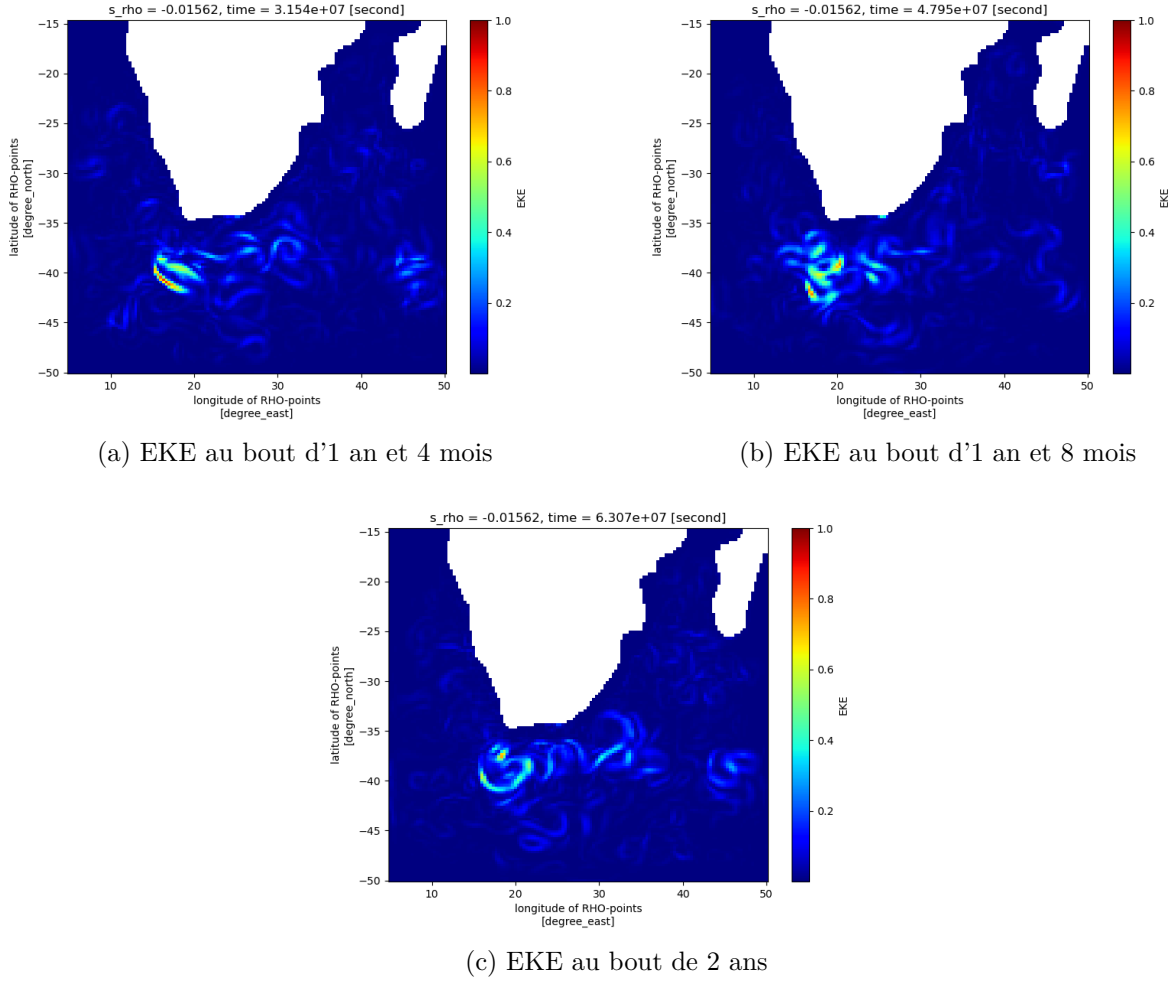 s_rho = -0.01562, time = 3.154e+07 [second]
−15
−20
−25
−30
−35
−40
−45
−50
latitude of RHO-points
[degree_north]
10
20
30
40
50
longitude of RHO-points
[degree_east]
1.0
0.8
0.6
0.4
0.2
EKE
(a) EKE au bout d'1 an et 4 mois
s_rho = -0.01562, time = 4.795e+07 [second]
−15
−20
−25
−30
−35
−40
−45
−50
latitude of RHO-points
[degree_north]
10
20
30
40
50
longitude of RHO-points
[degree_east]
1.0
0.8
0.6
0.4
0.2
EKE
(b) EKE au bout d'1 an et 8 mois
s_rho = -0.01562, time = 6.307e+07 [second]
−15
−20
−25
−30
−35
−40
−45
−50
latitude of RHO-points
[degree_north]
10
20
30
40
50
longitude of RHO-points
[degree_east]
1.0
0.8
0.6
0.4
0.2
EKE
(c) EKE au bout de 2 ans